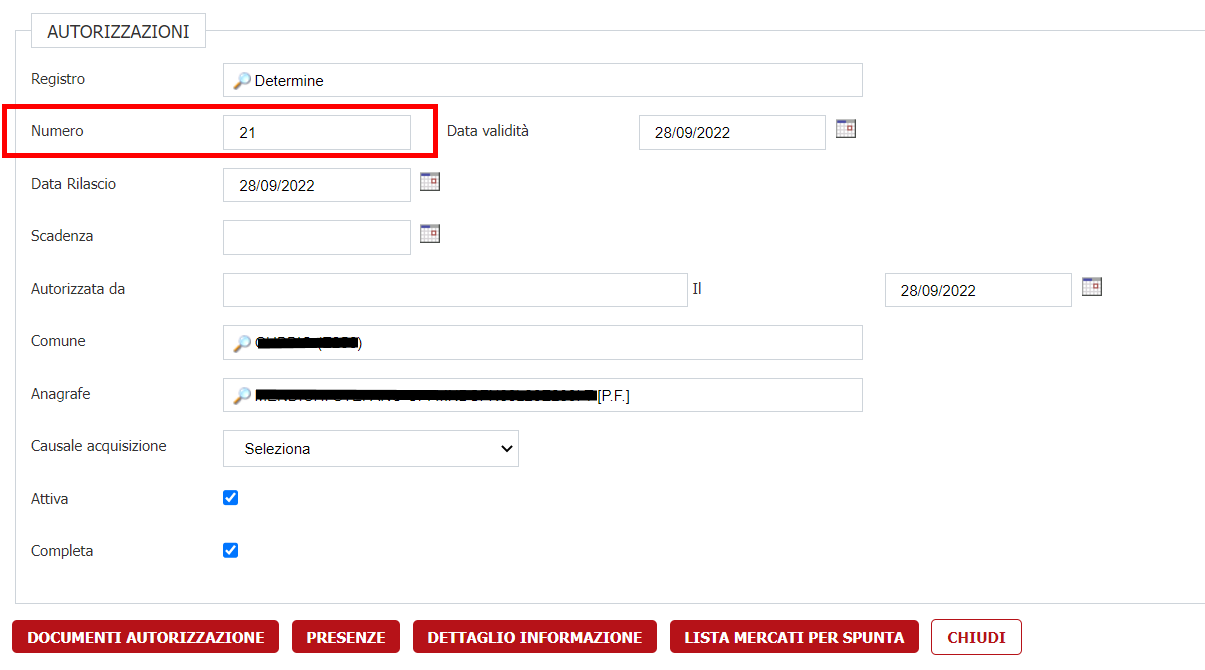 AUTORIZZAZIONI
Registro Determine
Numero 21 Data validità 28/09/2022
Data Rilascio 28/09/2022
Scadenza
Autorizzata da Il 28/09/2022
Comune
Anagrafe [P.F.]
Causale acquisizione Seleziona
Attiva
Completa
DOCUMENTI AUTORIZZAZIONE PRESENZE DETTAGLIO INFORMAZIONE LISTA MERCATI PER SPUNTA CHIUDI